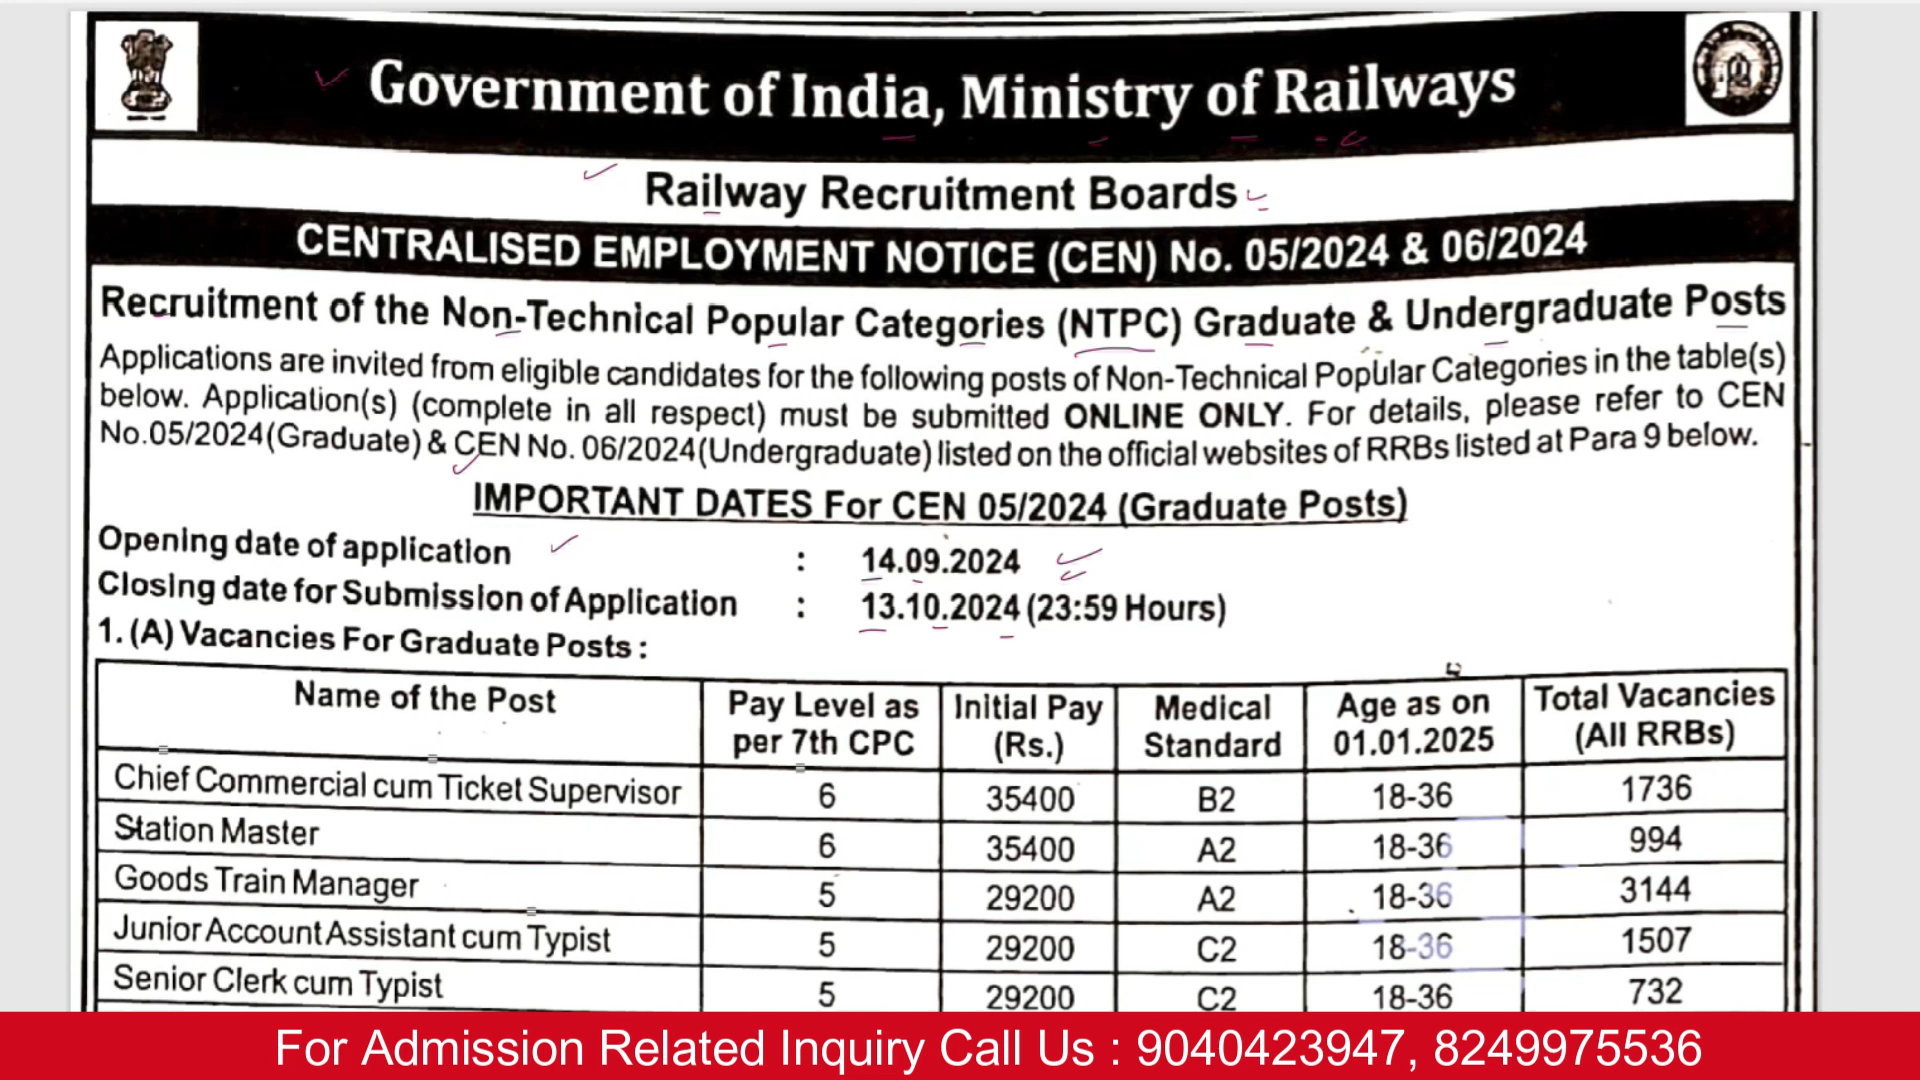 Government of India, Ministry of Railways
Railway Recruitment Boards
CENTRALISED EMPLOYMENT NOTICE (CEN) No. 05/2024 & 06/2024
Recruitment of the Non-Technical Popular Categories (NTPC) Graduate & Undergraduate Posts
Applications are invited from eligible candidates for the following posts of Non-Technical Popular Categories in the table(s)
below. Application(s) (complete in all respect) must be submitted ONLINE ONLY. For details, please refer to CEN
No.05/2024(Graduate) & CEN No. 06/2024(Undergraduate) listed on the official websites of RRBs listed at Para 9 below.
IMPORTANT DATES For CEN 05/2024 (Graduate Posts)
Opening date of application : 14.09.2024
Closing date for Submission of Application : 13.10.2024 (23:59 Hours)
1. (A) Vacancies For Graduate Posts :
Name of the Post Pay Level as per 7th CPC Initial Pay (Rs.) Medical Standard Age as on 01.01.2025 Total Vacancies (All RRBs)
Chief Commercial cum Ticket Supervisor 6 35400 B2 18-36 1736
Station Master 6 35400 A2 18-36 994
Goods Train Manager 5 29200 A2 18-36 3144
Junior Account Assistant cum Typist 5 29200 C2 18-36 1507
Senior Clerk cum Typist 5 29200 C2 18-36 732
For Admission Related Inquiry Call Us : 9040423947, 8249975536